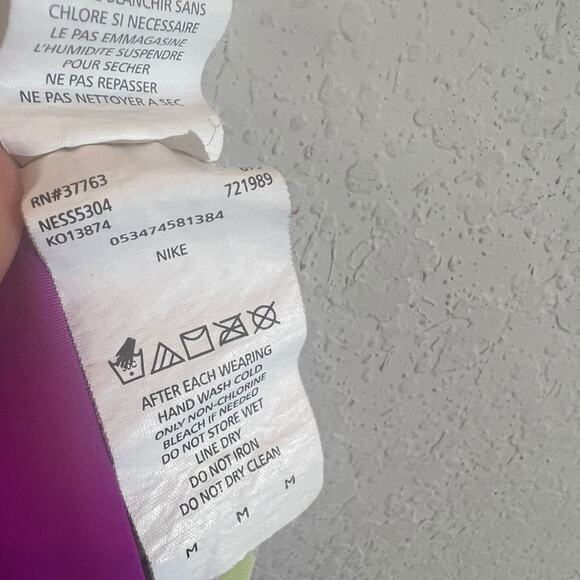 BLANCHIR SANS
CHLORE SI NECESSAIRE
LE PAS EMMAGASINE
L'HUMIDITE SUSPENDRE
POUR SECHER
NE PAS REPASSER
NE PAS NETTOYER A SEC
RN#37763
721989
NESS5304
KO13874
053474581384
NIKE
AFTER EACH WEARING
HAND WASH COLD
ONLY NON-CHLORINE
BLEACH IF NEEDED
DO NOT STORE WET
LINE DRY
DO NOT IRON
DO NOT DRY CLEAN
M M M